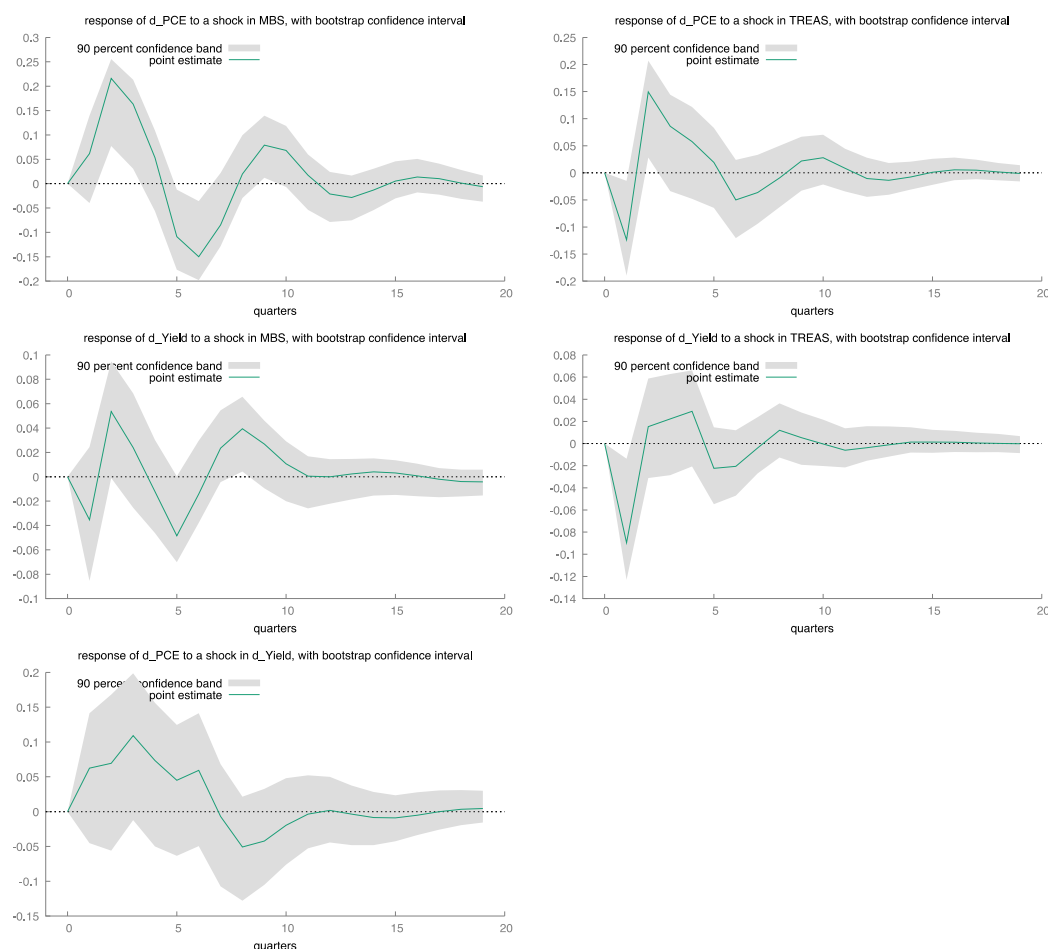 response of d_PCE to a shock in MBS, with bootstrap confidence interval
0.3
90 percent confidence band
point estimate
0.25
0.2
0.15
0.1
0.05
0
-0.05
-0.1
-0.15
-0.2
0 5 10 15 20
quarters
response of d_PCE to a shock in TREAS, with bootstrap confidence interval
0.25
90 percent confidence band
point estimate
0.2
0.15
0.1
0.05
0
-0.05
-0.1
-0.15
-0.2
0 5 10 15 20
quarters
response of d_Yield to a shock in MBS, with bootstrap confidence interval
0.1
90 percent confidence band
point estimate
0.08
0.06
0.04
0.02
0
-0.02
-0.04
-0.06
-0.08
-0.1
0 5 10 15 20
quarters
response of d_Yield to a shock in TREAS, with bootstrap confidence interval
0.08
90 percent confidence band
point estimate
0.06
0.04
0.02
0
-0.02
-0.04
-0.06
-0.08
-0.1
-0.12
-0.14
0 5 10 15 20
quarters
response of d_PCE to a shock in d_Yield, with bootstrap confidence interval
0.2
90 percent confidence band
point estimate
0.15
0.1
0.05
0
-0.05
-0.1
-0.15
0 5 10 15 20
quarters